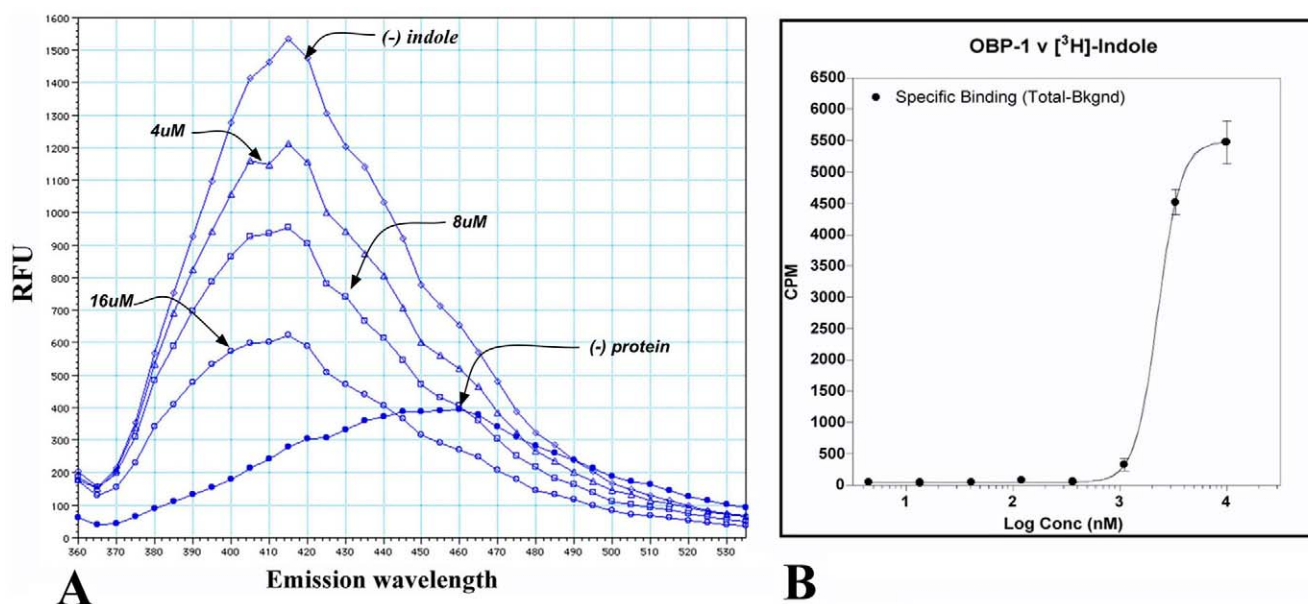 1600
1500
1400
1300
1200
1100
1000
900
800
700
600
500
400
300
200
100
0
RFU
(-) indole
4uM
8uM
16uM
(-) protein
360 370 380 390 400 410 420 430 440 450 460 470 480 490 500 510 520 530
Emission wavelength
A
OBP-1 v [³H]-Indole
Specific Binding (Total-Bkgnd)
6500
6000
5500
5000
4500
4000
3500
3000
2500
2000
1500
1000
500
0
CPM
1 2 3 4
Log Conc (nM)
B